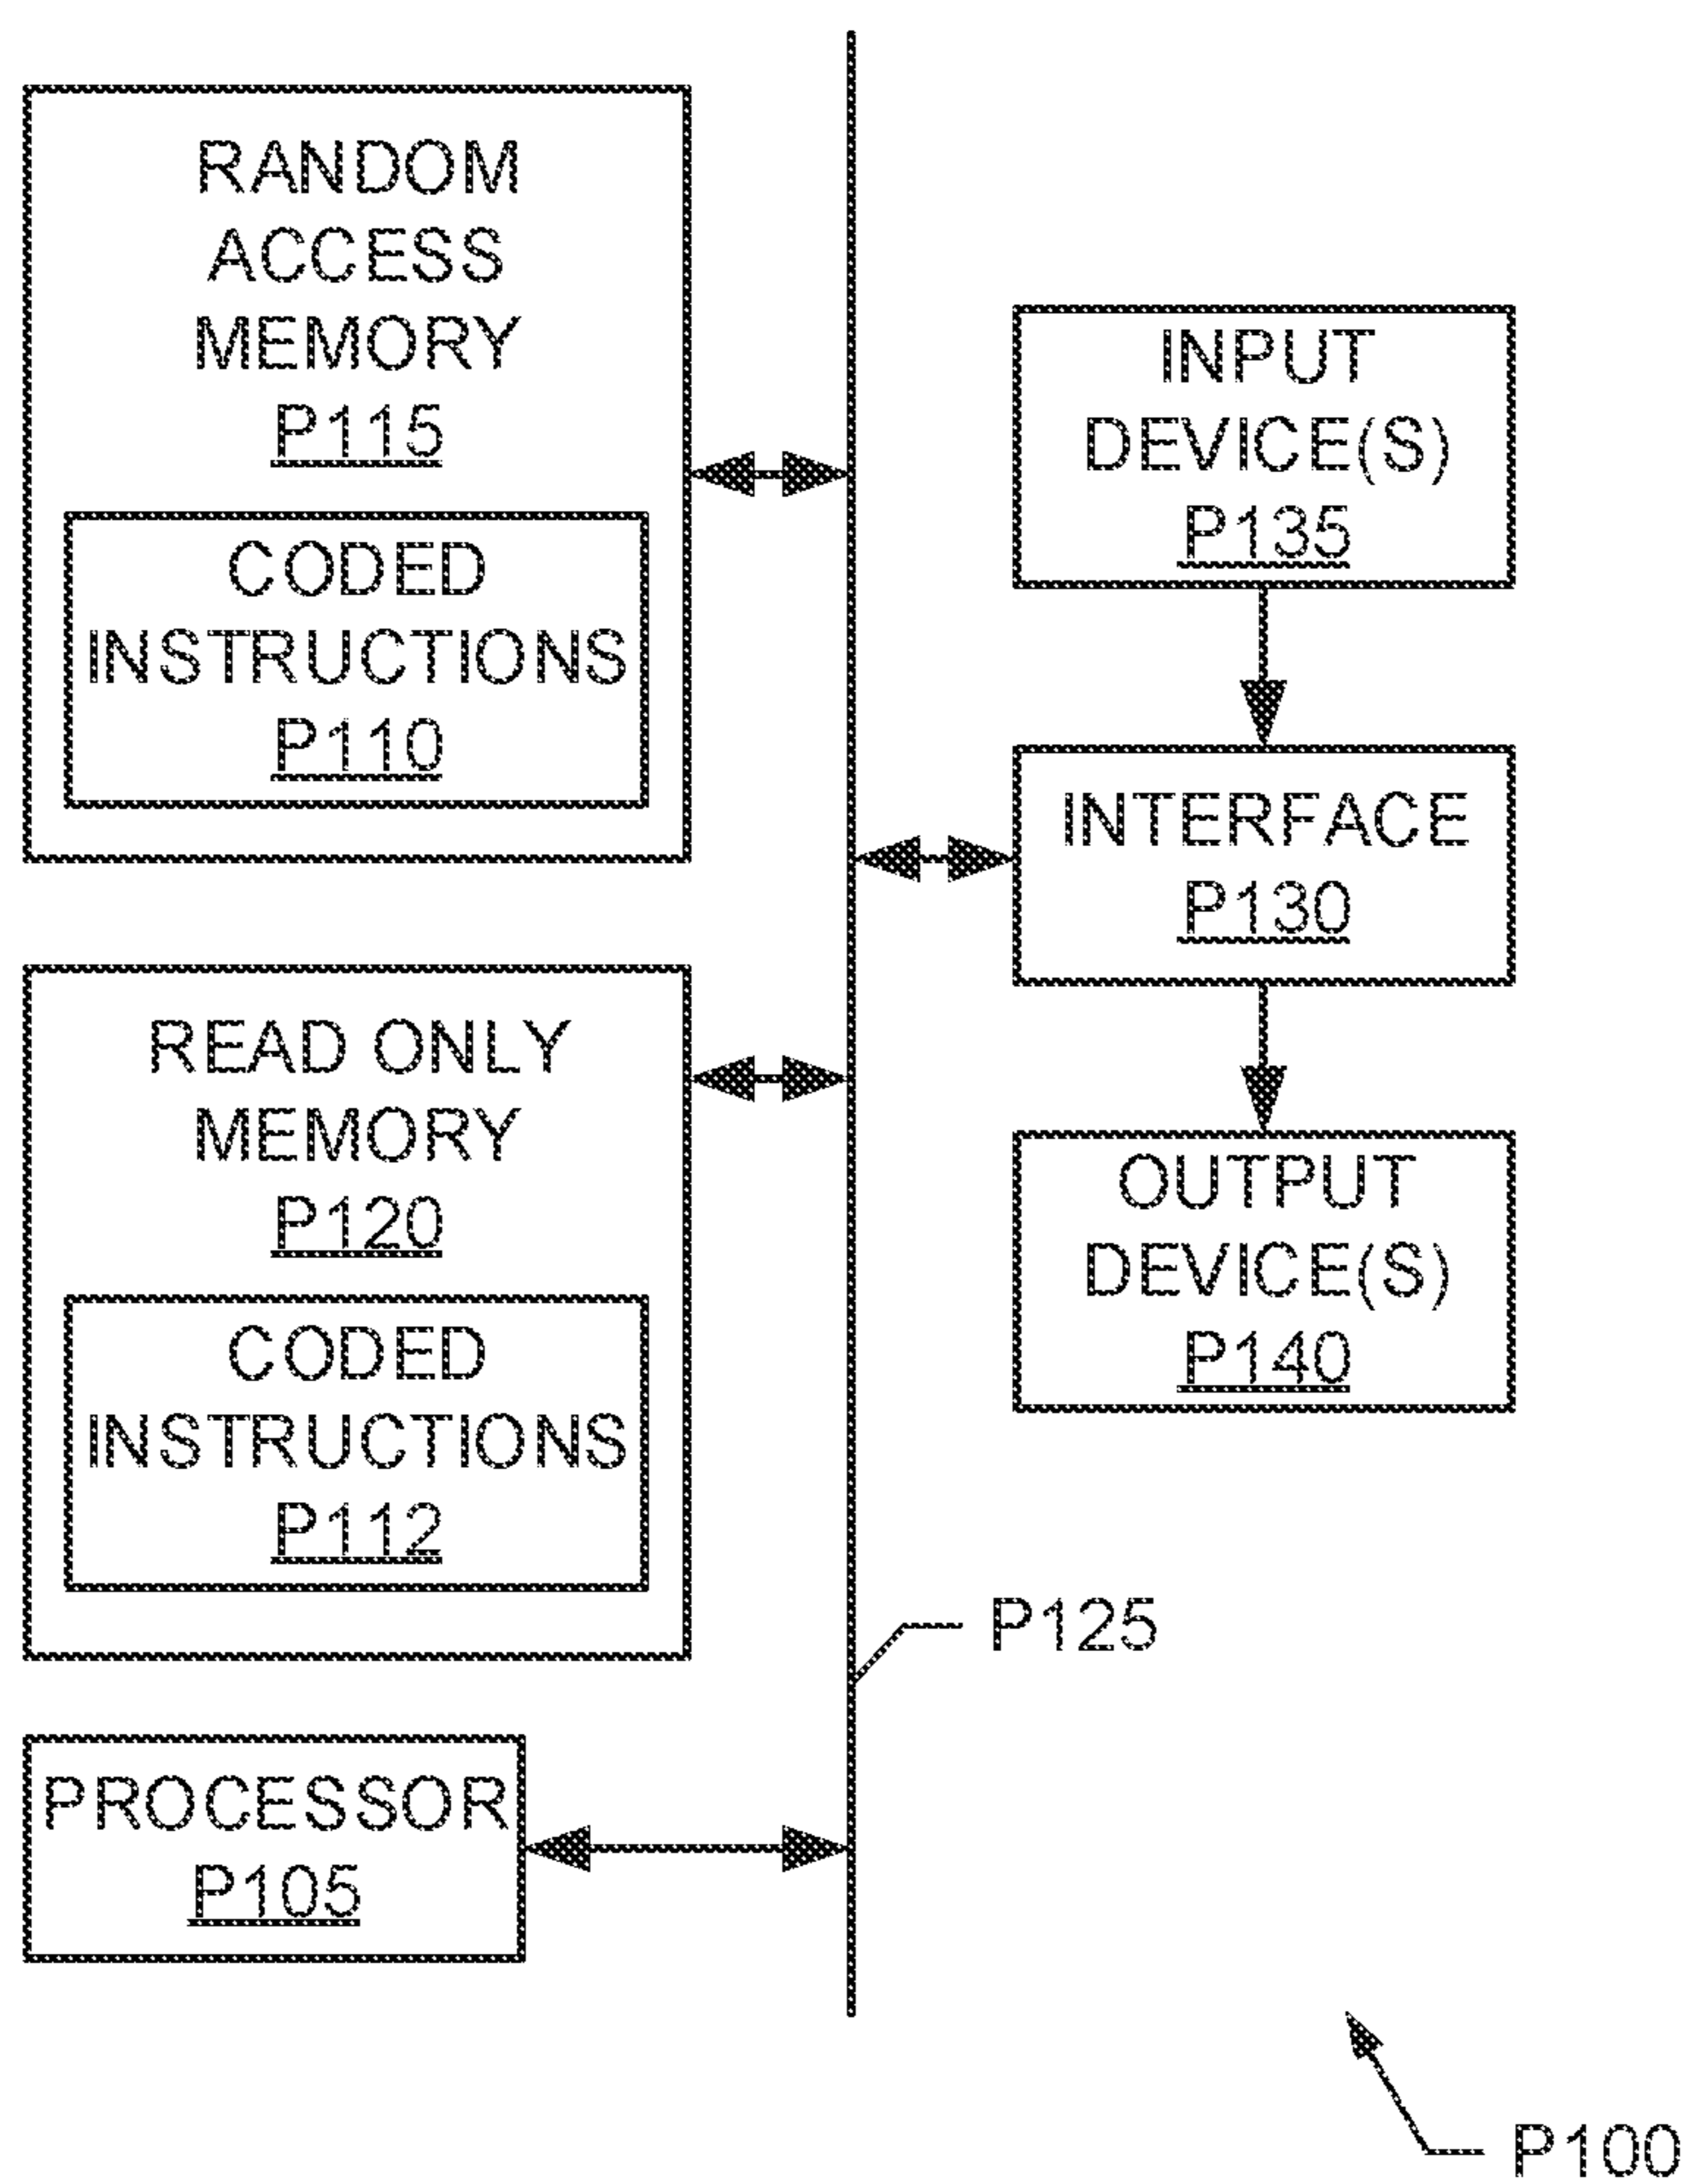 RANDOM
ACCESS
MEMORY
P115
CODED
INSTRUCTIONS
P110
READ ONLY
MEMORY
P120
CODED
INSTRUCTIONS
P112
PROCESSOR
P105
INPUT
DEVICE(S)
P135
INTERFACE
P130
OUTPUT
DEVICE(S)
P140
P125
P100